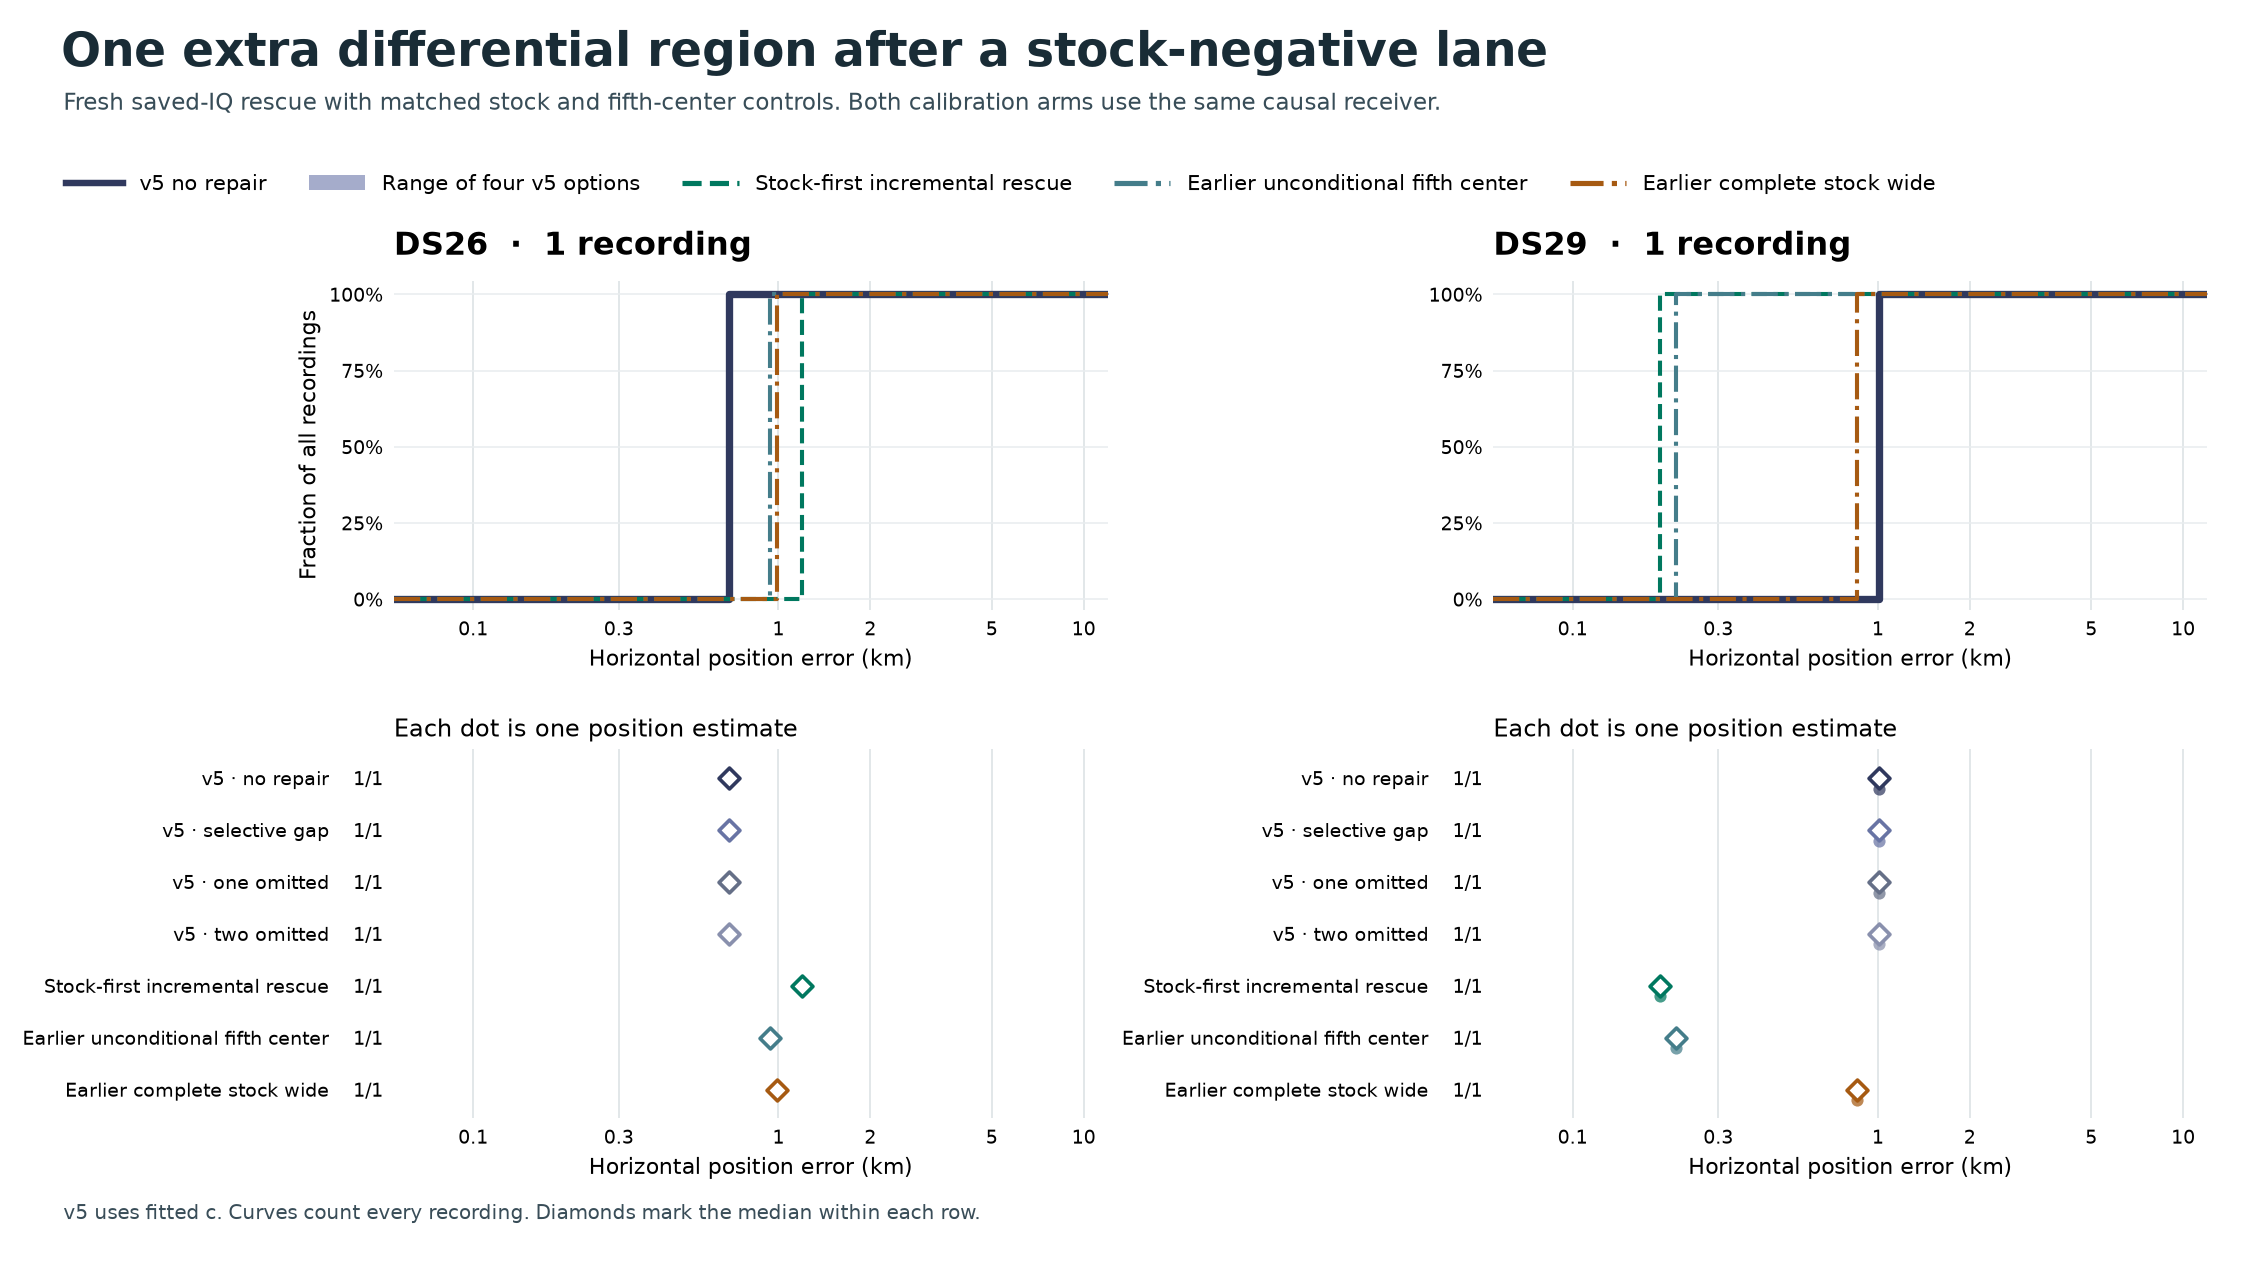 One extra differential region after a stock-negative lane
Fresh saved-IQ rescue with matched stock and fifth-center controls. Both calibration arms use the same causal receiver.
v5 no repair
Range of four v5 options
Stock-first incremental rescue
Earlier unconditional fifth center
Earlier complete stock wide
DS26 · 1 recording
Fraction of all recordings
100%
75%
50%
25%
0%
0.1 0.3 1 2 5 10
Horizontal position error (km)
DS29 · 1 recording
100%
75%
50%
25%
0%
0.1 0.3 1 2 5 10
Horizontal position error (km)
Each dot is one position estimate
v5 · no repair 1/1
v5 · selective gap 1/1
v5 · one omitted 1/1
v5 · two omitted 1/1
Stock-first incremental rescue 1/1
Earlier unconditional fifth center 1/1
Earlier complete stock wide 1/1
0.1 0.3 1 2 5 10
Horizontal position error (km)
Each dot is one position estimate
v5 · no repair 1/1
v5 · selective gap 1/1
v5 · one omitted 1/1
v5 · two omitted 1/1
Stock-first incremental rescue 1/1
Earlier unconditional fifth center 1/1
Earlier complete stock wide 1/1
0.1 0.3 1 2 5 10
Horizontal position error (km)
v5 uses fitted c. Curves count every recording. Diamonds mark the median within each row.